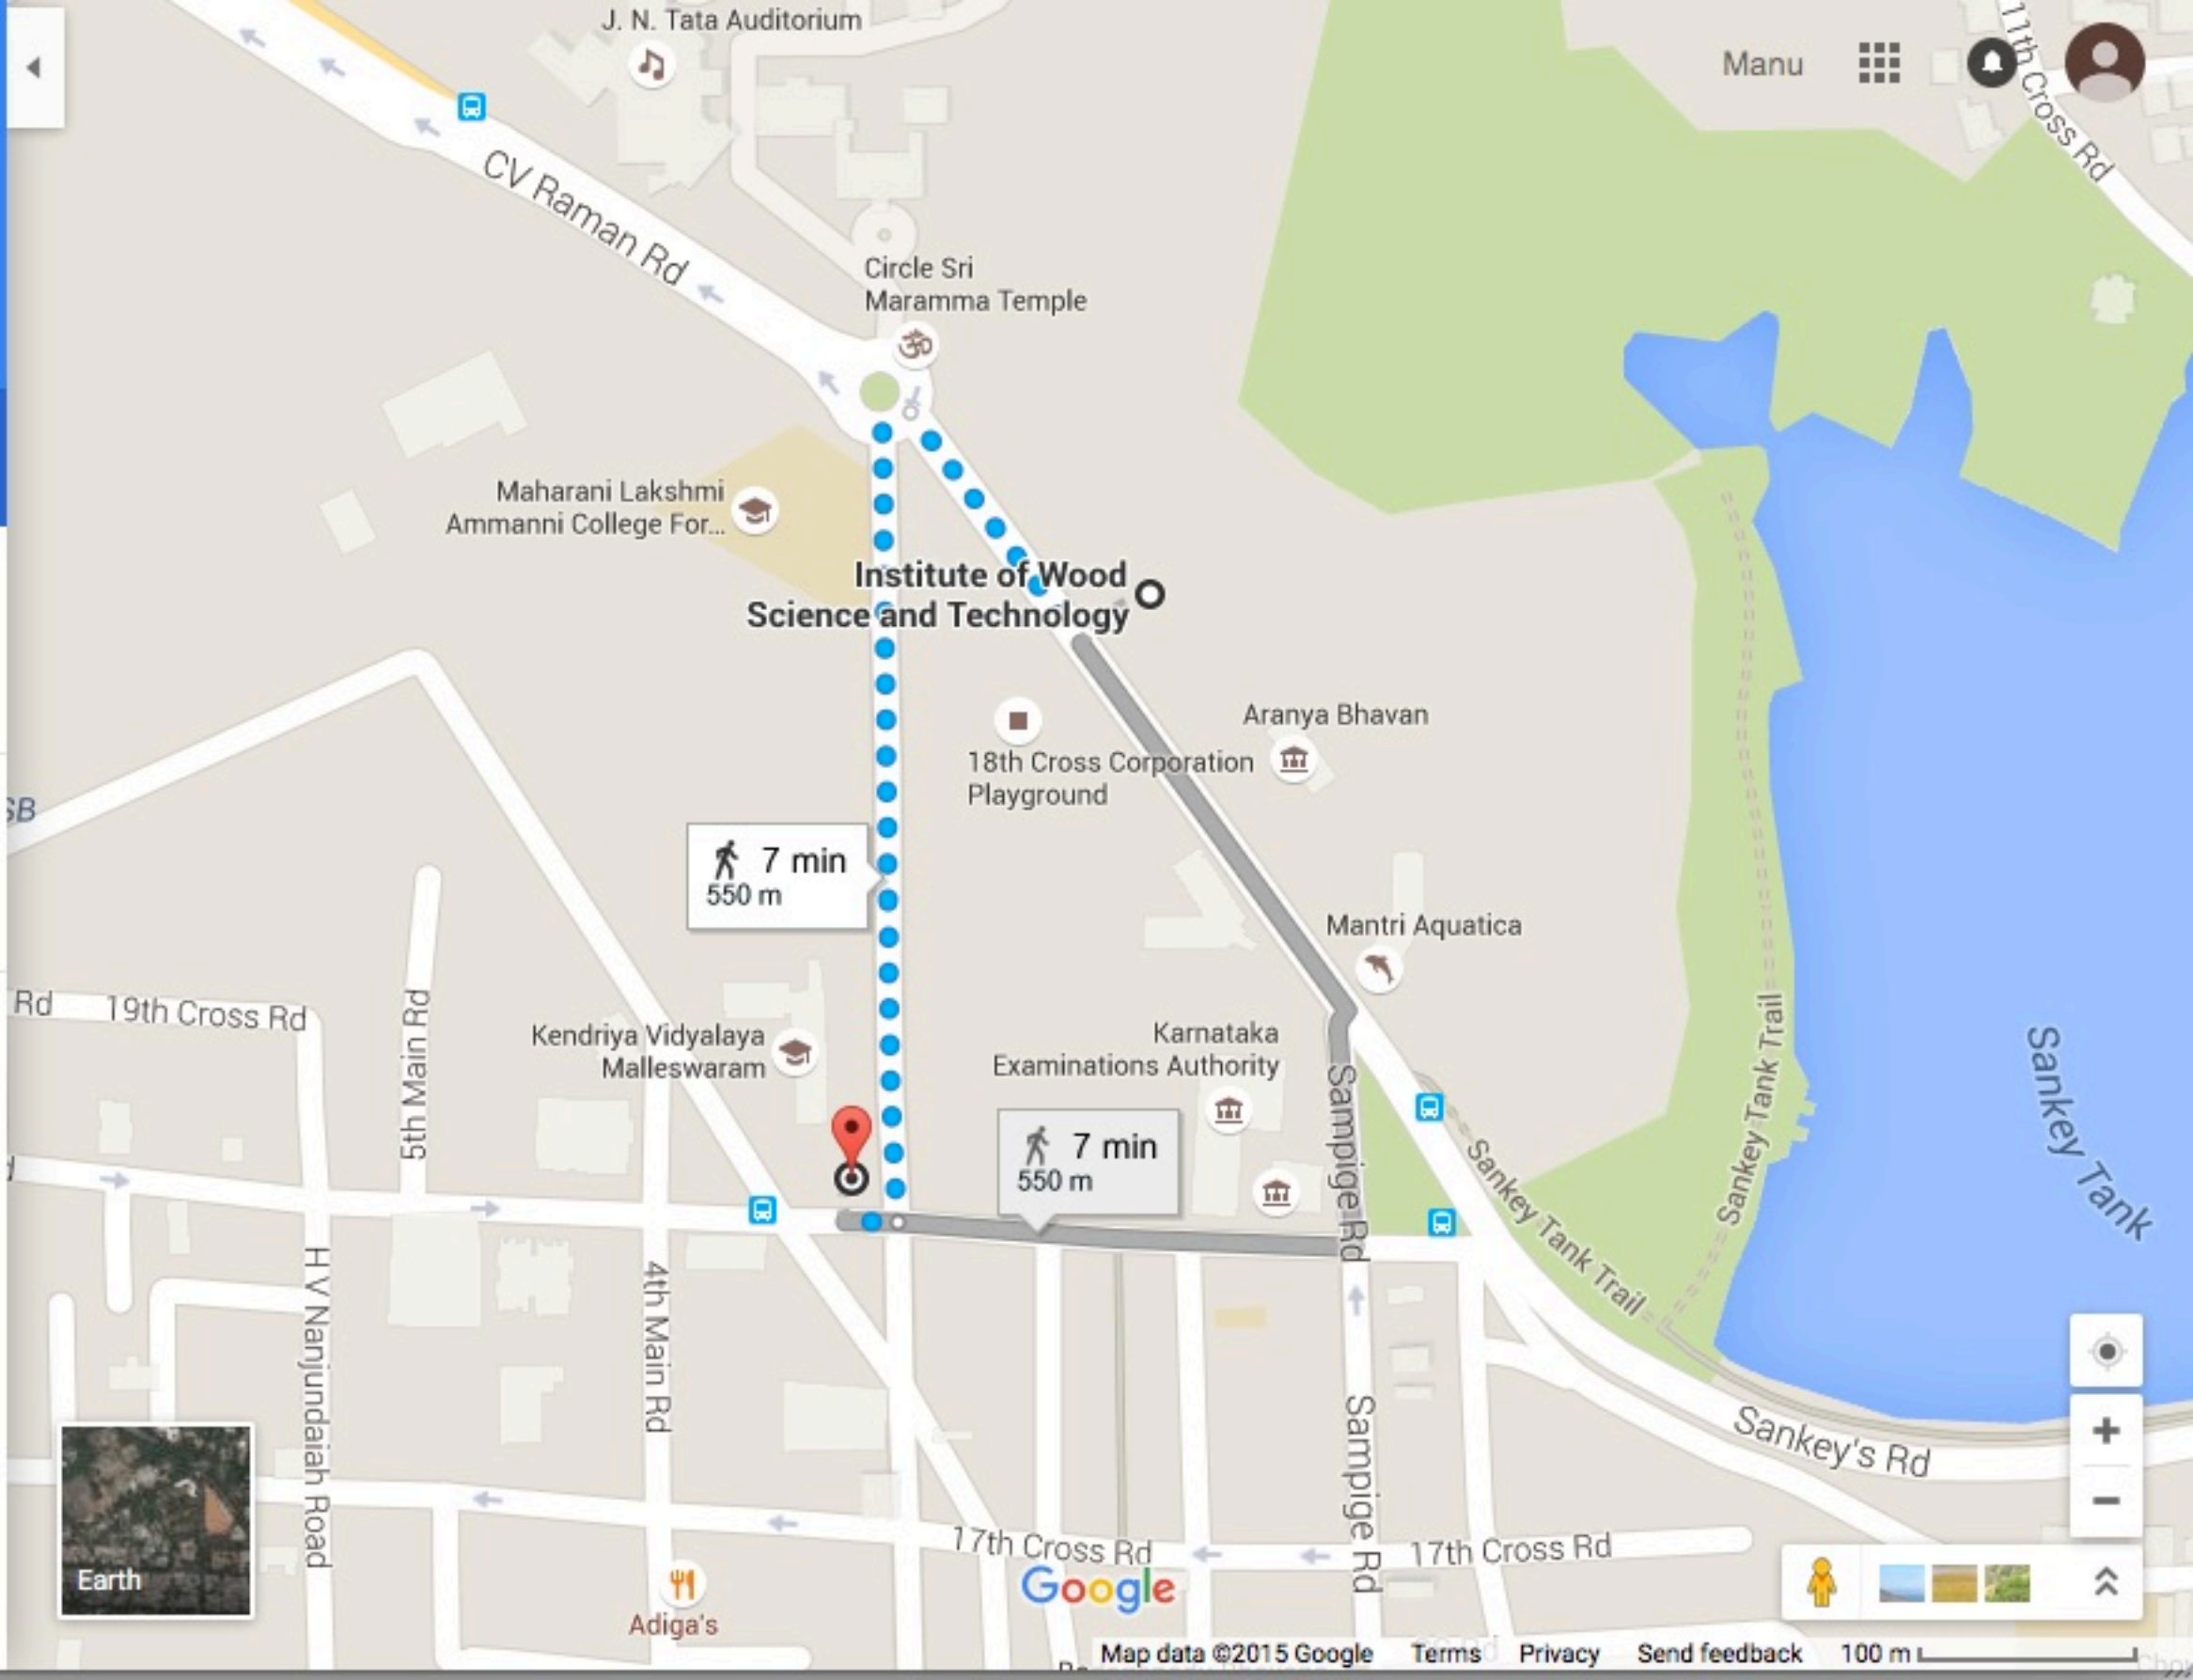 J. N. Tata Auditorium
Manu
11th Cross Rd
CV Raman Rd
Circle Sri
Maramma Temple
Maharani Lakshmi
Ammanni College For...
Institute of Wood
Science and Technology
Aranya Bhavan
18th Cross Corporation
Playground
SB
7 min
550 m
Mantri Aquatica
Rd
19th Cross Rd
5th Main Rd
Kendriya Vidyalaya
Malleswaram
Karnataka
Examinations Authority
Sampige Rd
7 min
550 m
Sankey Tank Trail
Sankey Tank Trail
Sankey Tank
H V Nanjundaiah Road
4th Main Rd
Sampige Rd
Sankey's Rd
17th Cross Rd
17th Cross Rd
Earth
Google
Adiga's
Map data ©2015 Google Terms Privacy Send feedback 100 m